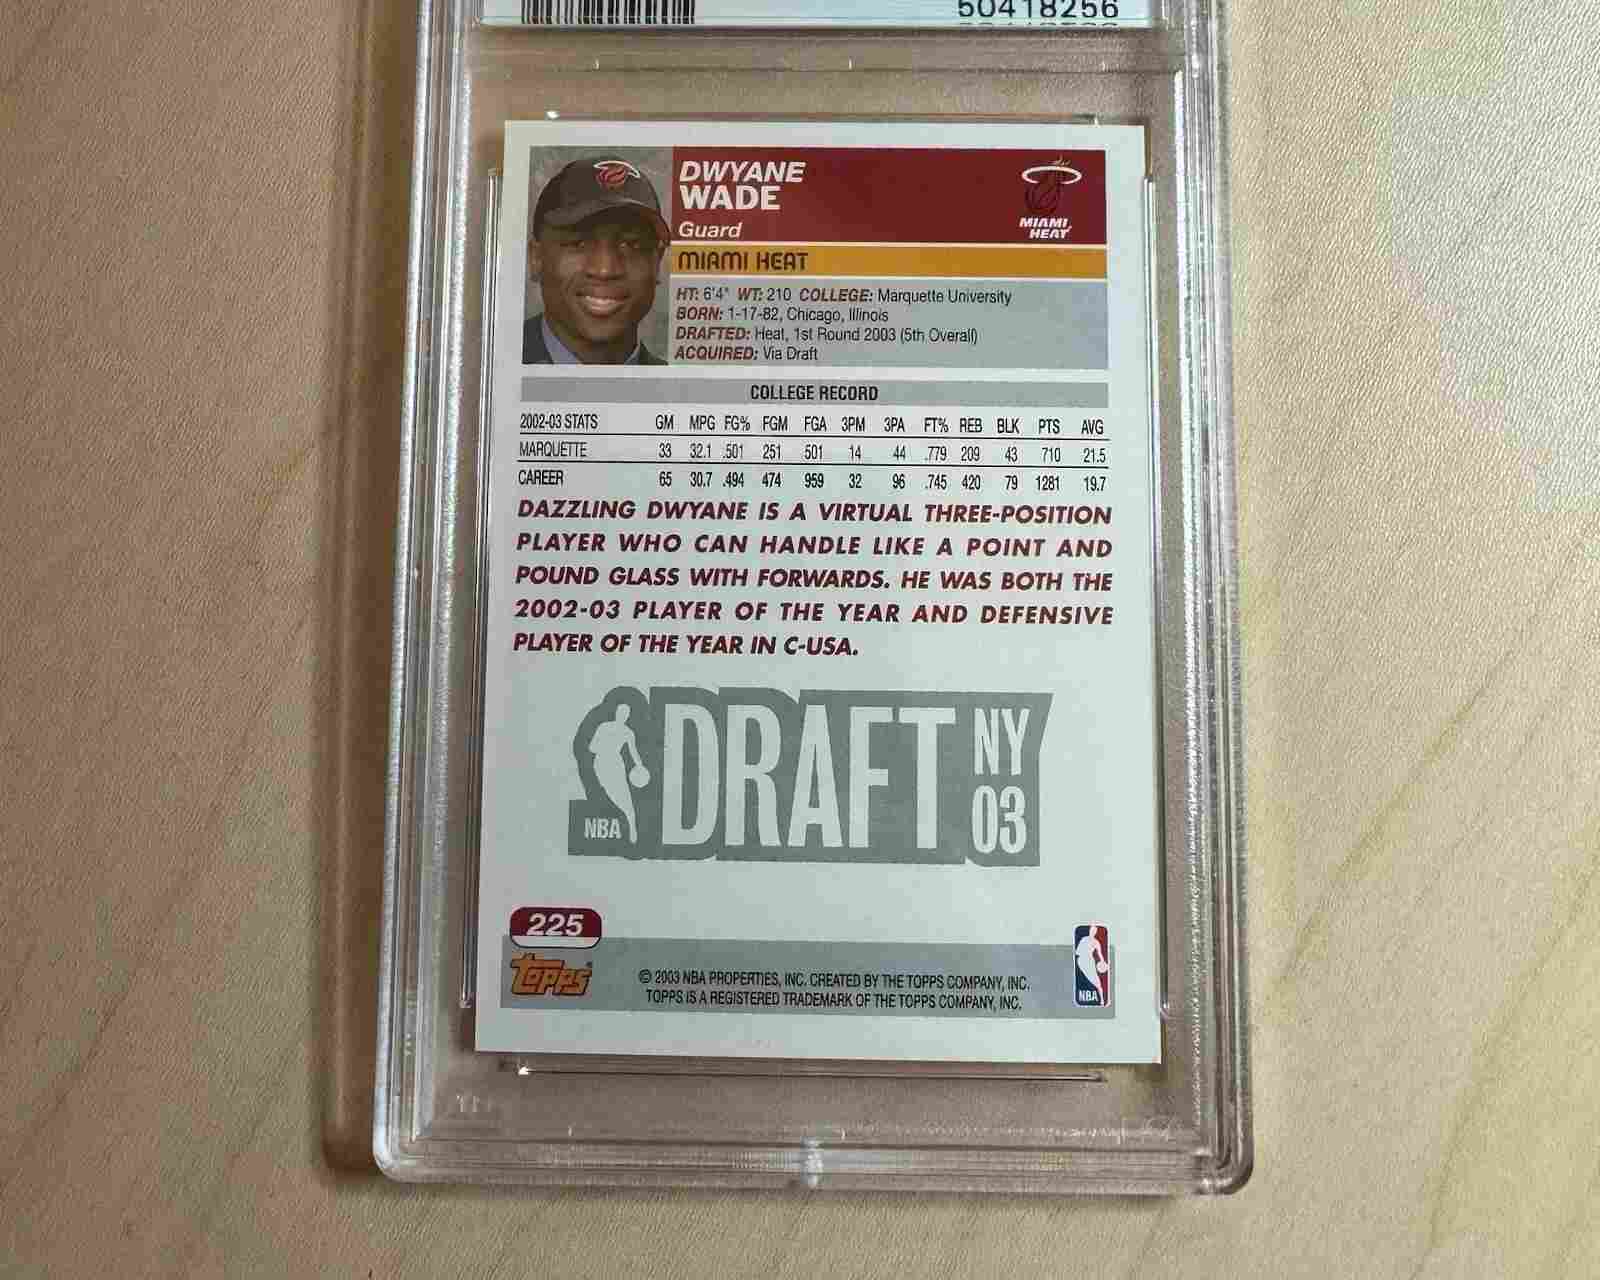 50418256
DWYANE
WADE
Guard
MIAMI
HEAT
MIAMI HEAT
HT: 6'4" WT: 210 COLLEGE: Marquette University
BORN: 1-17-82, Chicago, Illinois
DRAFTED: Heat, 1st Round 2003 (5th Overall)
ACQUIRED: Via Draft
COLLEGE RECORD
2002-03 STATS GM MPG FG% FGM FGA 3PM 3PA FT% REB BLK PTS AVG
MARQUETTE 33 32.1 .501 251 501 14 44 .779 209 43 710 21.5
CAREER 65 30.7 .494 474 959 32 96 .745 420 79 1281 19.7
DAZZLING DWYANE IS A VIRTUAL THREE-POSITION
PLAYER WHO CAN HANDLE LIKE A POINT AND
POUND GLASS WITH FORWARDS. HE WAS BOTH THE
2002-03 PLAYER OF THE YEAR AND DEFENSIVE
PLAYER OF THE YEAR IN C-USA.
NBA DRAFT NY
03
225
Topps®
© 2003 NBA PROPERTIES, INC. CREATED BY THE TOPPS COMPANY, INC.
TOPPS IS A REGISTERED TRADEMARK OF THE TOPPS COMPANY, INC.
NBA